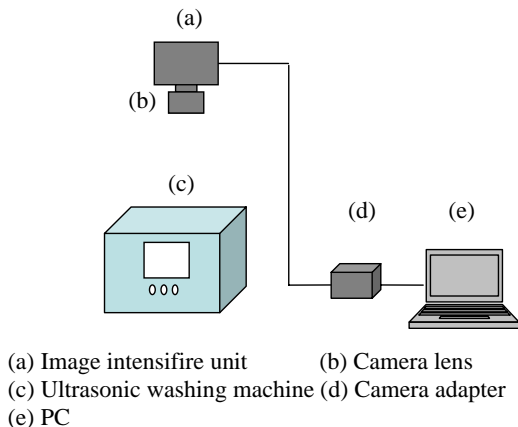 (a)
(b)
(c)
(d)
(e)
(a) Image intensifire unit
(b) Camera lens
(c) Ultrasonic washing machine
(d) Camera adapter
(e) PC